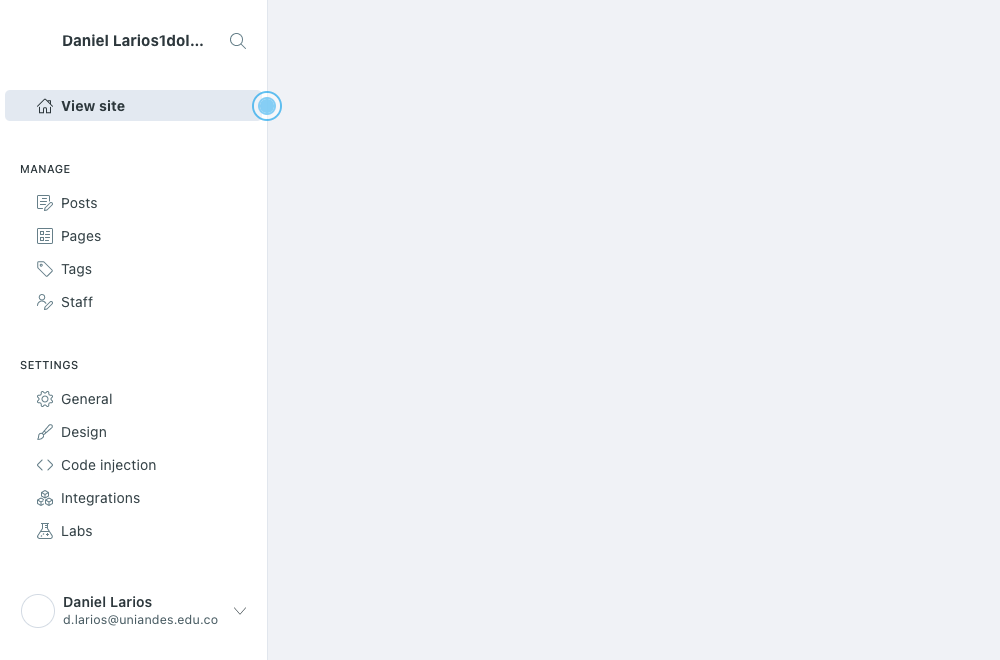 Daniel Larios1dol...
View site
MANAGE
Posts
Pages
Tags
Staff
SETTINGS
General
Design
Code injection
Integrations
Labs
Daniel Larios
d.larios@uniandes.edu.co